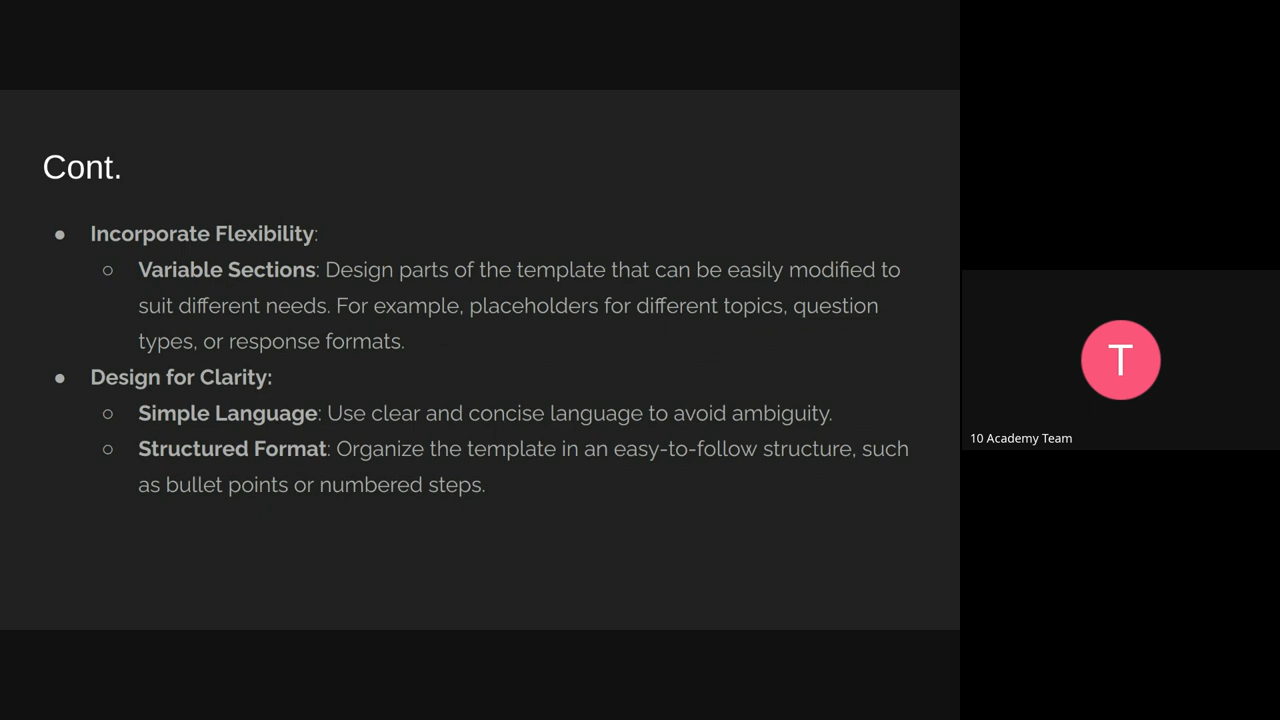 Cont.
● Incorporate Flexibility:
○ Variable Sections: Design parts of the template that can be easily modified to
suit different needs. For example, placeholders for different topics, question
types, or response formats.
● Design for Clarity:
○ Simple Language: Use clear and concise language to avoid ambiguity.
○ Structured Format: Organize the template in an easy-to-follow structure, such
as bullet points or numbered steps.
T
10 Academy Team